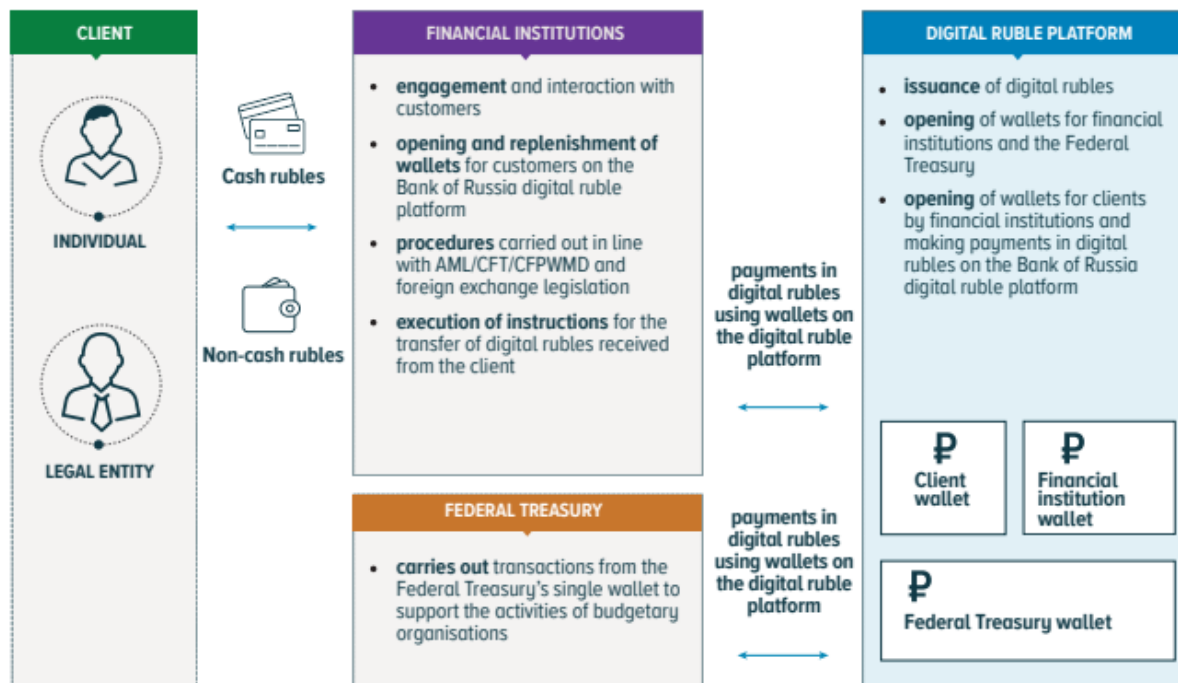 CLIENT
INDIVIDUAL
LEGAL ENTITY
Cash rubles
Non-cash rubles
FINANCIAL INSTITUTIONS
• engagement and interaction with
customers
• opening and replenishment of
wallets for customers on the
Bank of Russia digital ruble
platform
• procedures carried out in line
with AML/CFT/CFPWMD and
foreign exchange legislation
• execution of instructions for the
transfer of digital rubles received
from the client
FEDERAL TREASURY
• carries out transactions from the
Federal Treasury's single wallet to
support the activities of budgetary
organisations
payments in
digital rubles
using wallets on
the digital ruble
platform
payments in
digital rubles
using wallets on
the digital ruble
platform
DIGITAL RUBLE PLATFORM
• issuance of digital rubles
• opening of wallets for financial
institutions and the Federal
Treasury
• opening of wallets for clients
by financial institutions and
making payments in digital
rubles on the Bank of Russia
digital ruble platform
₽
Client
wallet
₽
Financial
institution
wallet
₽
Federal Treasury wallet